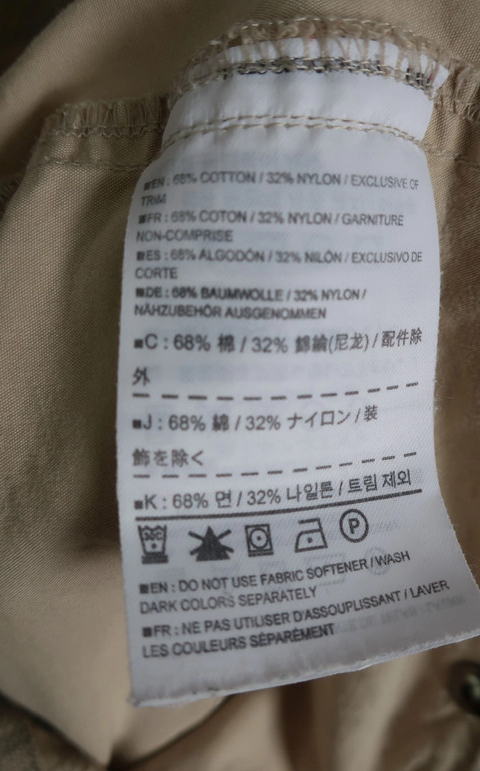 ■EN : 68% COTTON / 32% NYLON / EXCLUSIVE OF
TRIM
■FR : 68% COTON / 32% NYLON / GARNITURE
NON-COMPRISE
■ES : 68% ALGODÓN / 32% NILÓN / EXCLUSIVO DE
CORTE
■DE : 68% BAUMWOLLE / 32% NYLON /
NÄHZUBEHÖR AUSGENOMMEN
■C : 68% 棉 / 32% 錦綸(尼龙) / 配件除
外
■J : 68% 綿 / 32% ナイロン / 装
飾を除く
■K : 68% 면 / 32% 나일론 / 트림 제외
P
■EN : DO NOT USE FABRIC SOFTENER / WASH
DARK COLORS SEPARATELY
■FR : NE PAS UTILISER D'ASSOUPLISSANT / LAVER
LES COULEURS SÉPARÉMENT